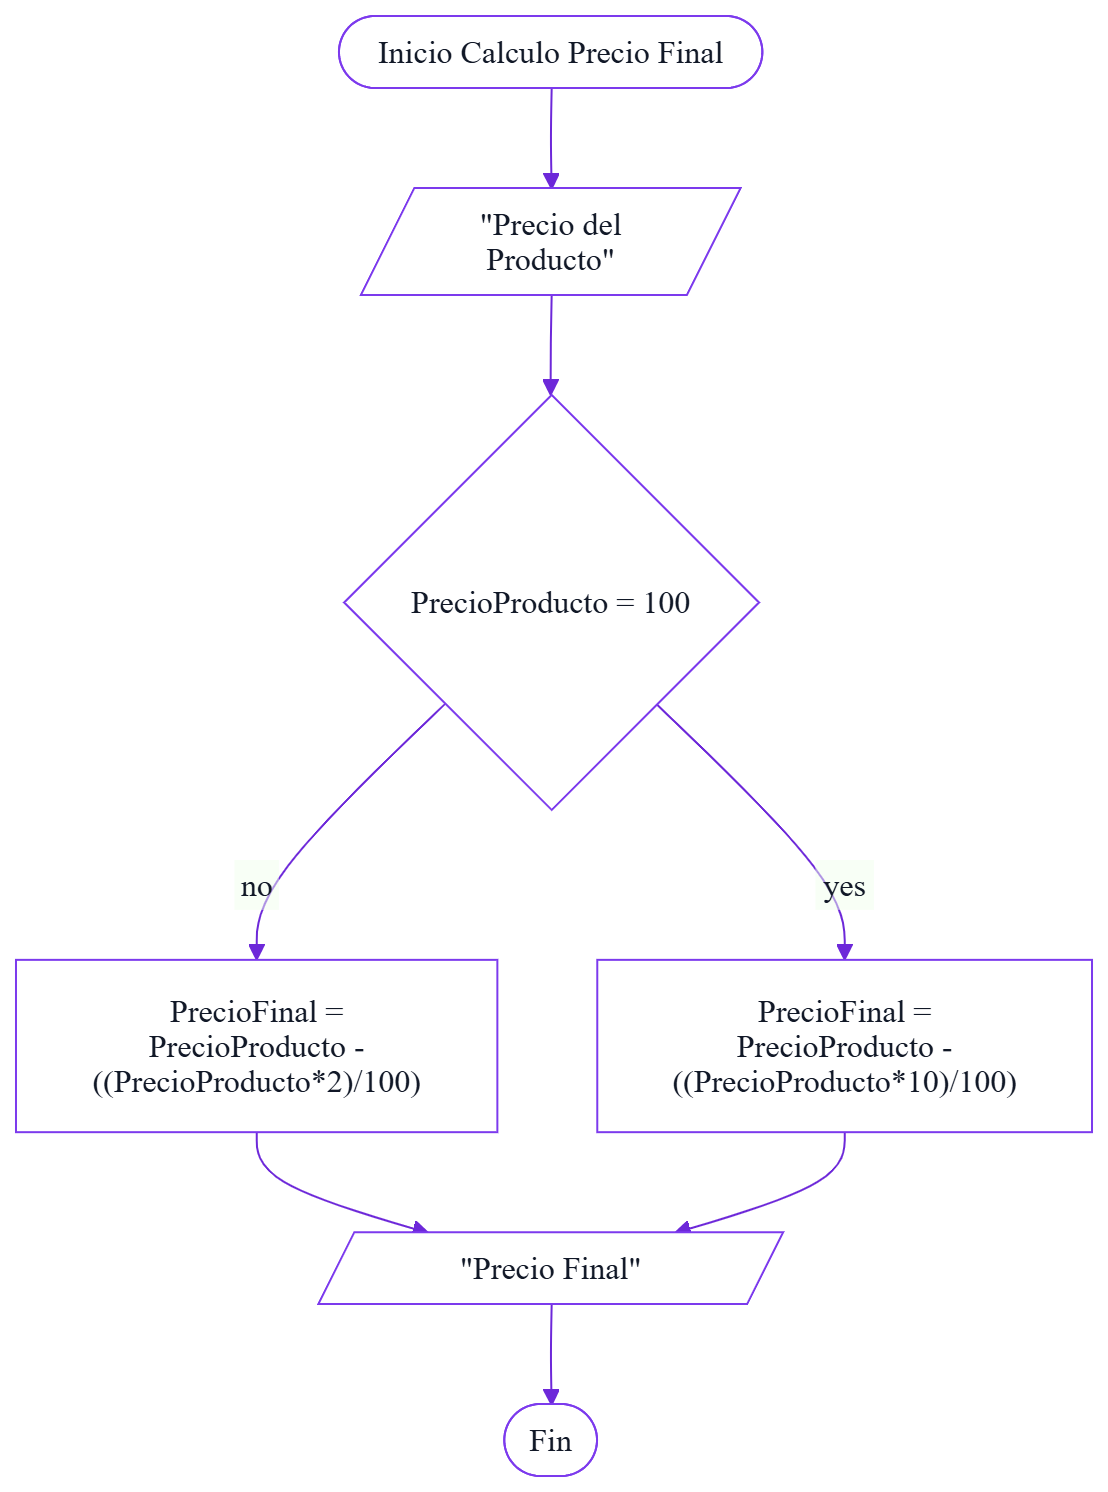 Inicio Calculo Precio Final
"Precio del
Producto"
PrecioProducto = 100
no
yes
PrecioFinal =
PrecioProducto -
((PrecioProducto*2)/100)
PrecioFinal =
PrecioProducto -
((PrecioProducto*10)/100)
"Precio Final"
Fin